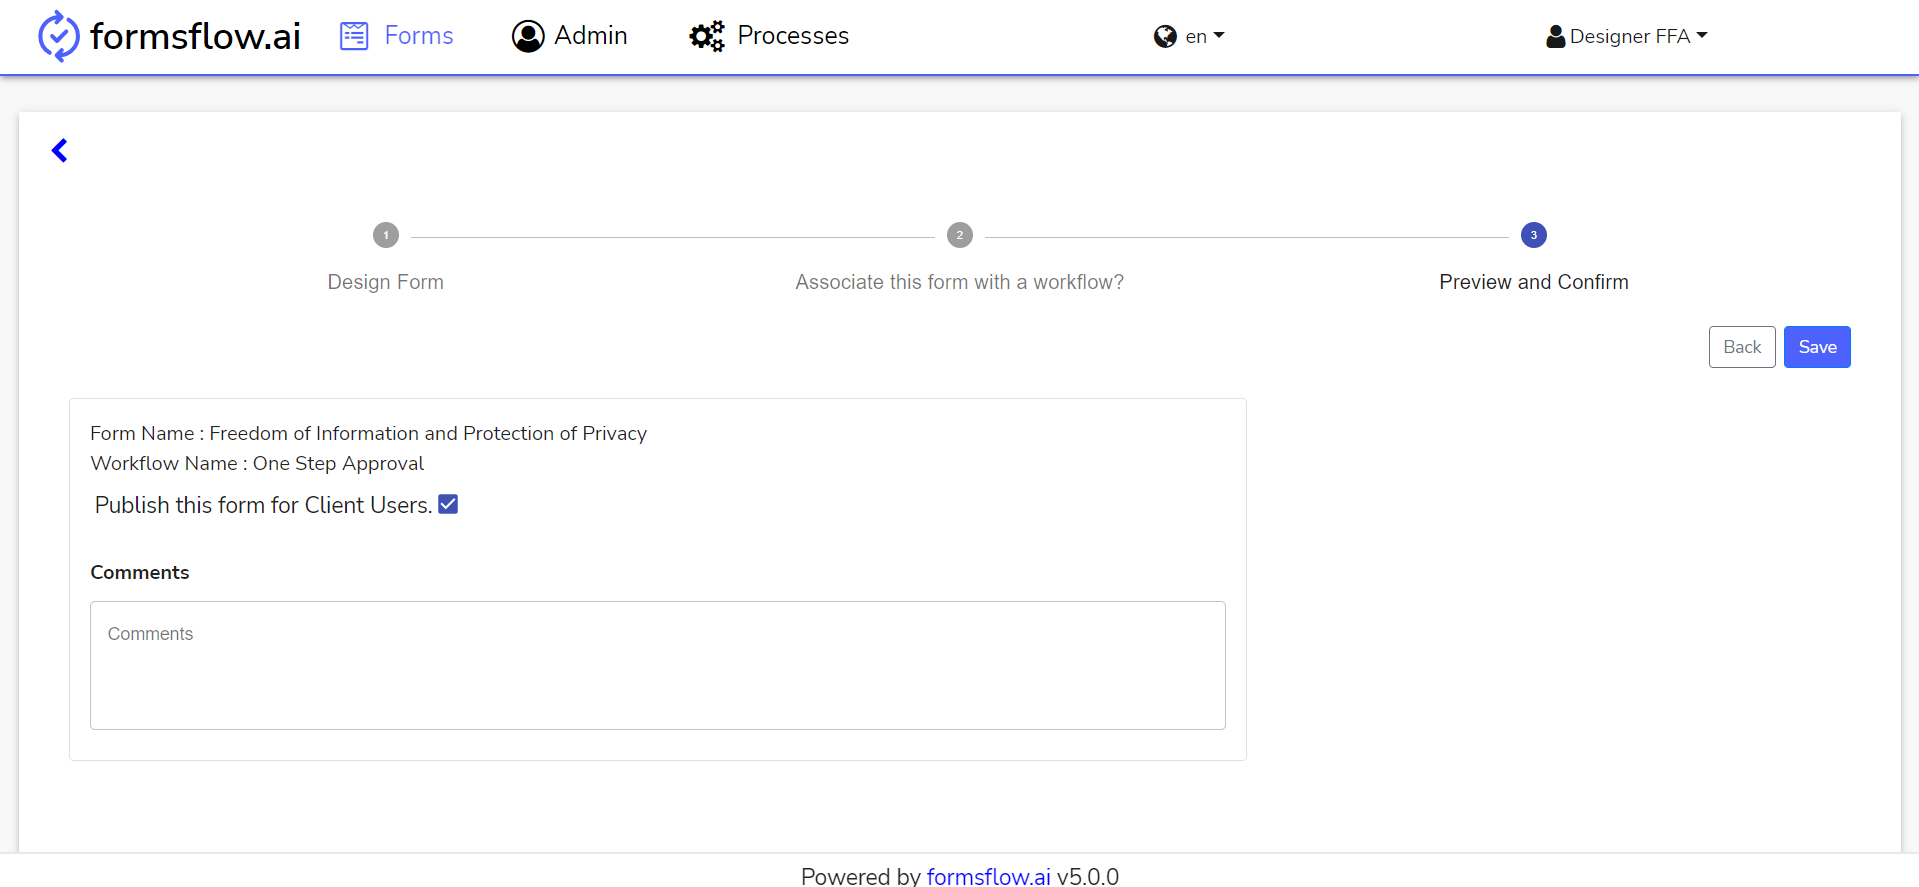 formsflow.ai Forms Admin Processes en Designer FFA
1 2 3
Design Form Associate this form with a workflow? Preview and Confirm
Back Save
Form Name : Freedom of Information and Protection of Privacy
Workflow Name : One Step Approval
Publish this form for Client Users.
Comments
Comments
Powered by formsflow.ai v5.0.0